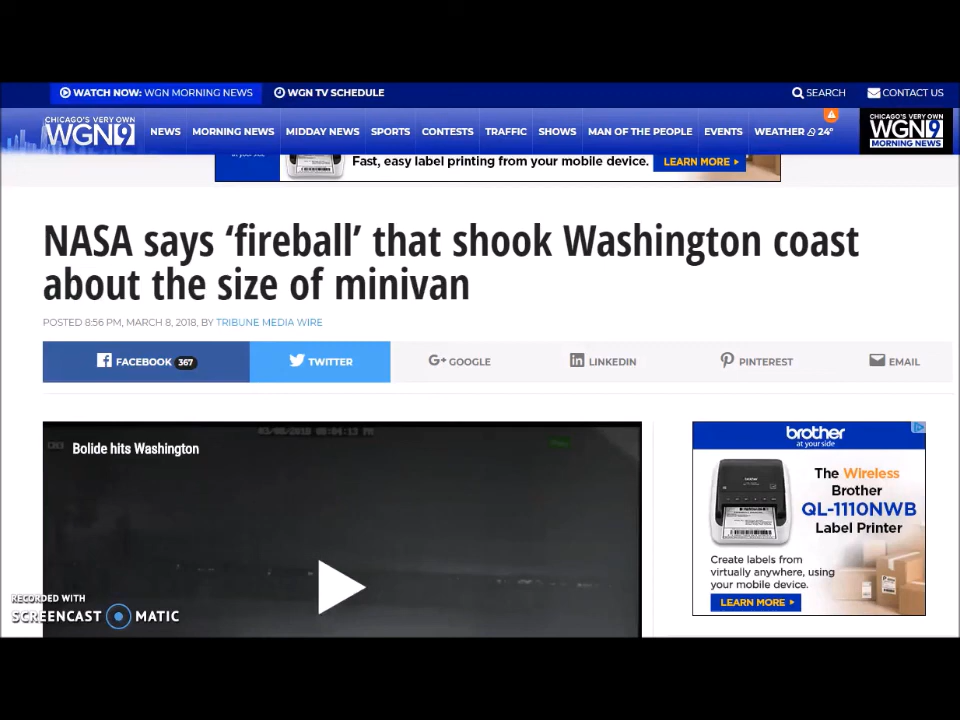 WATCH NOW: WGN MORNING NEWS
WGN TV SCHEDULE
SEARCH
CONTACT US
CHICAGO'S VERY OWN
WGN9
NEWS
MORNING NEWS
MIDDAY NEWS
SPORTS
CONTESTS
TRAFFIC
SHOWS
MAN OF THE PEOPLE
EVENTS
WEATHER
24°
CHICAGO'S VERY OWN
WGN9
MORNING NEWS
Fast, easy label printing from your mobile device.
LEARN MORE
NASA says ‘fireball’ that shook Washington coast
about the size of minivan
POSTED 8:56 PM, MARCH 8, 2018, BY TRIBUNE MEDIA WIRE
FACEBOOK 367
TWITTER
G+ GOOGLE
in LINKEDIN
PINTEREST
EMAIL
Bolide hits Washington
brother
at your side
The Wireless
Brother
QL-1110NWB
Label Printer
Create labels from
virtually anywhere, using
your mobile device.
LEARN MORE
RECORDED WITH
SCREENCAST MATIC